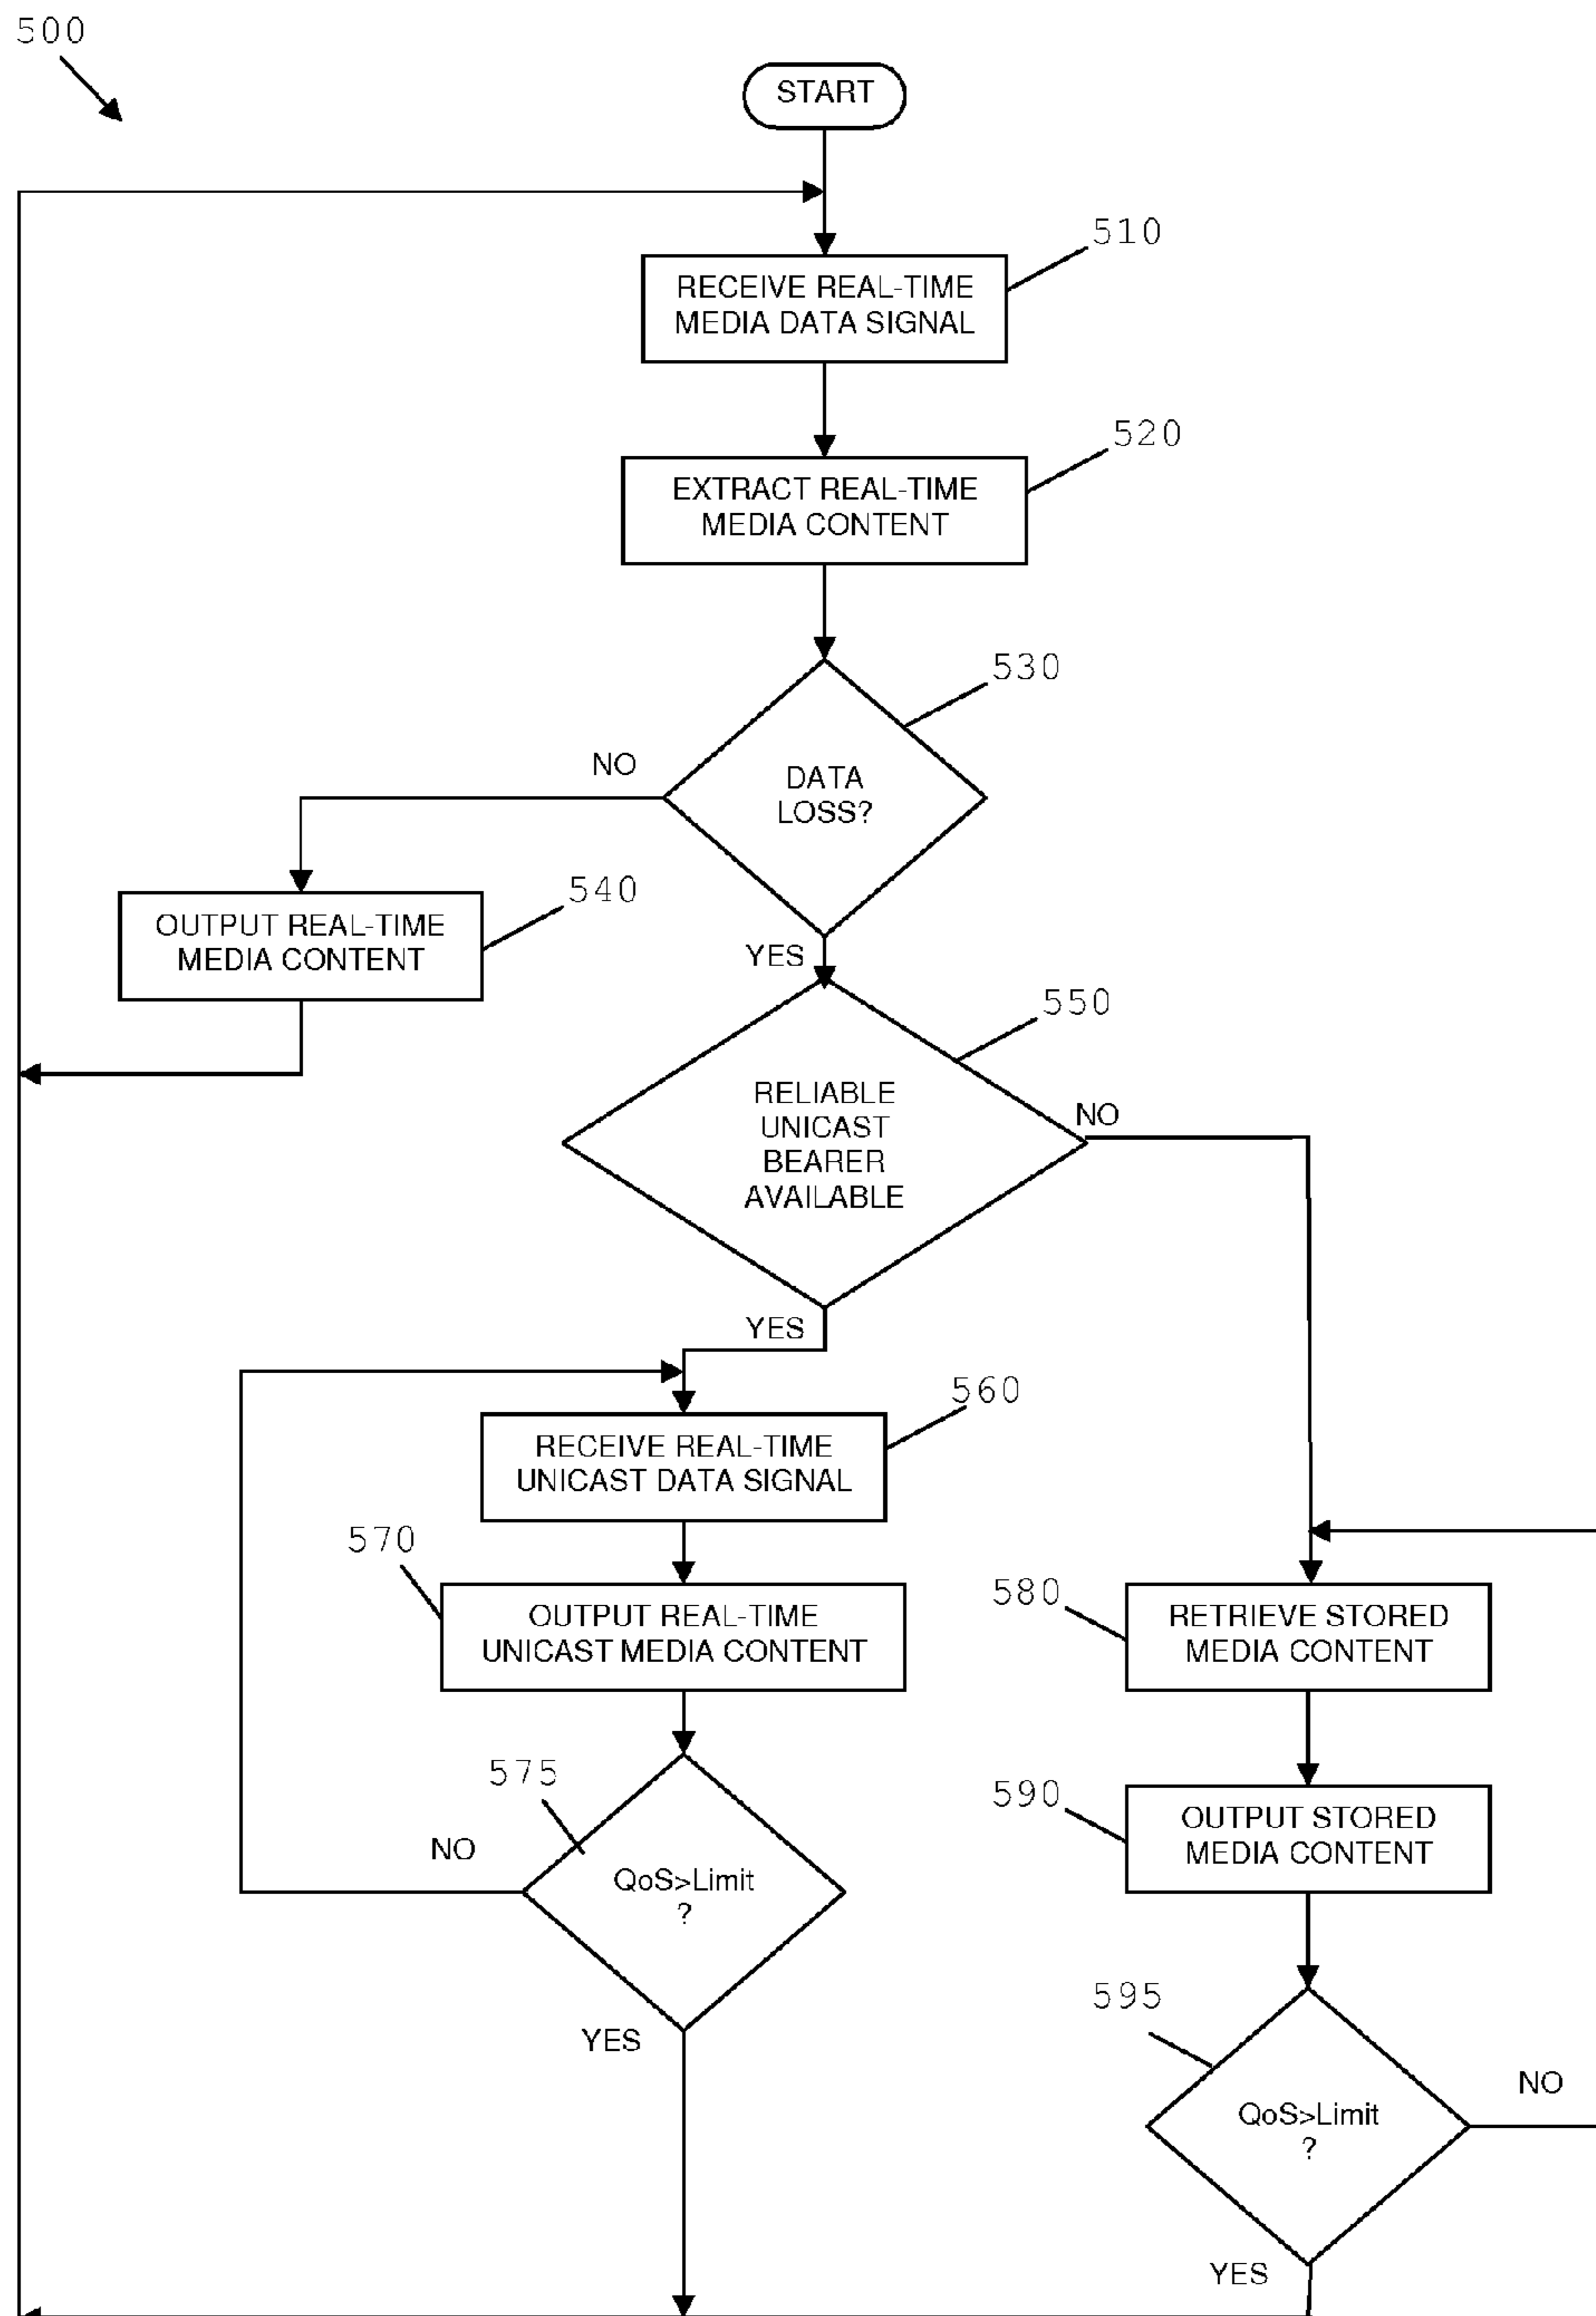 500
START
510
RECEIVE REAL-TIME
MEDIA DATA SIGNAL
520
EXTRACT REAL-TIME
MEDIA CONTENT
530
NO
DATA
LOSS?
540
OUTPUT REAL-TIME
MEDIA CONTENT
YES
550
RELIABLE
UNICAST
BEARER
AVAILABLE
NO
YES
560
RECEIVE REAL-TIME
UNICAST DATA SIGNAL
570
OUTPUT REAL-TIME
UNICAST MEDIA CONTENT
580
RETRIEVE STORED
MEDIA CONTENT
575
NO
QoS>Limit
?
590
OUTPUT STORED
MEDIA CONTENT
YES
595
QoS>Limit
?
NO
YES